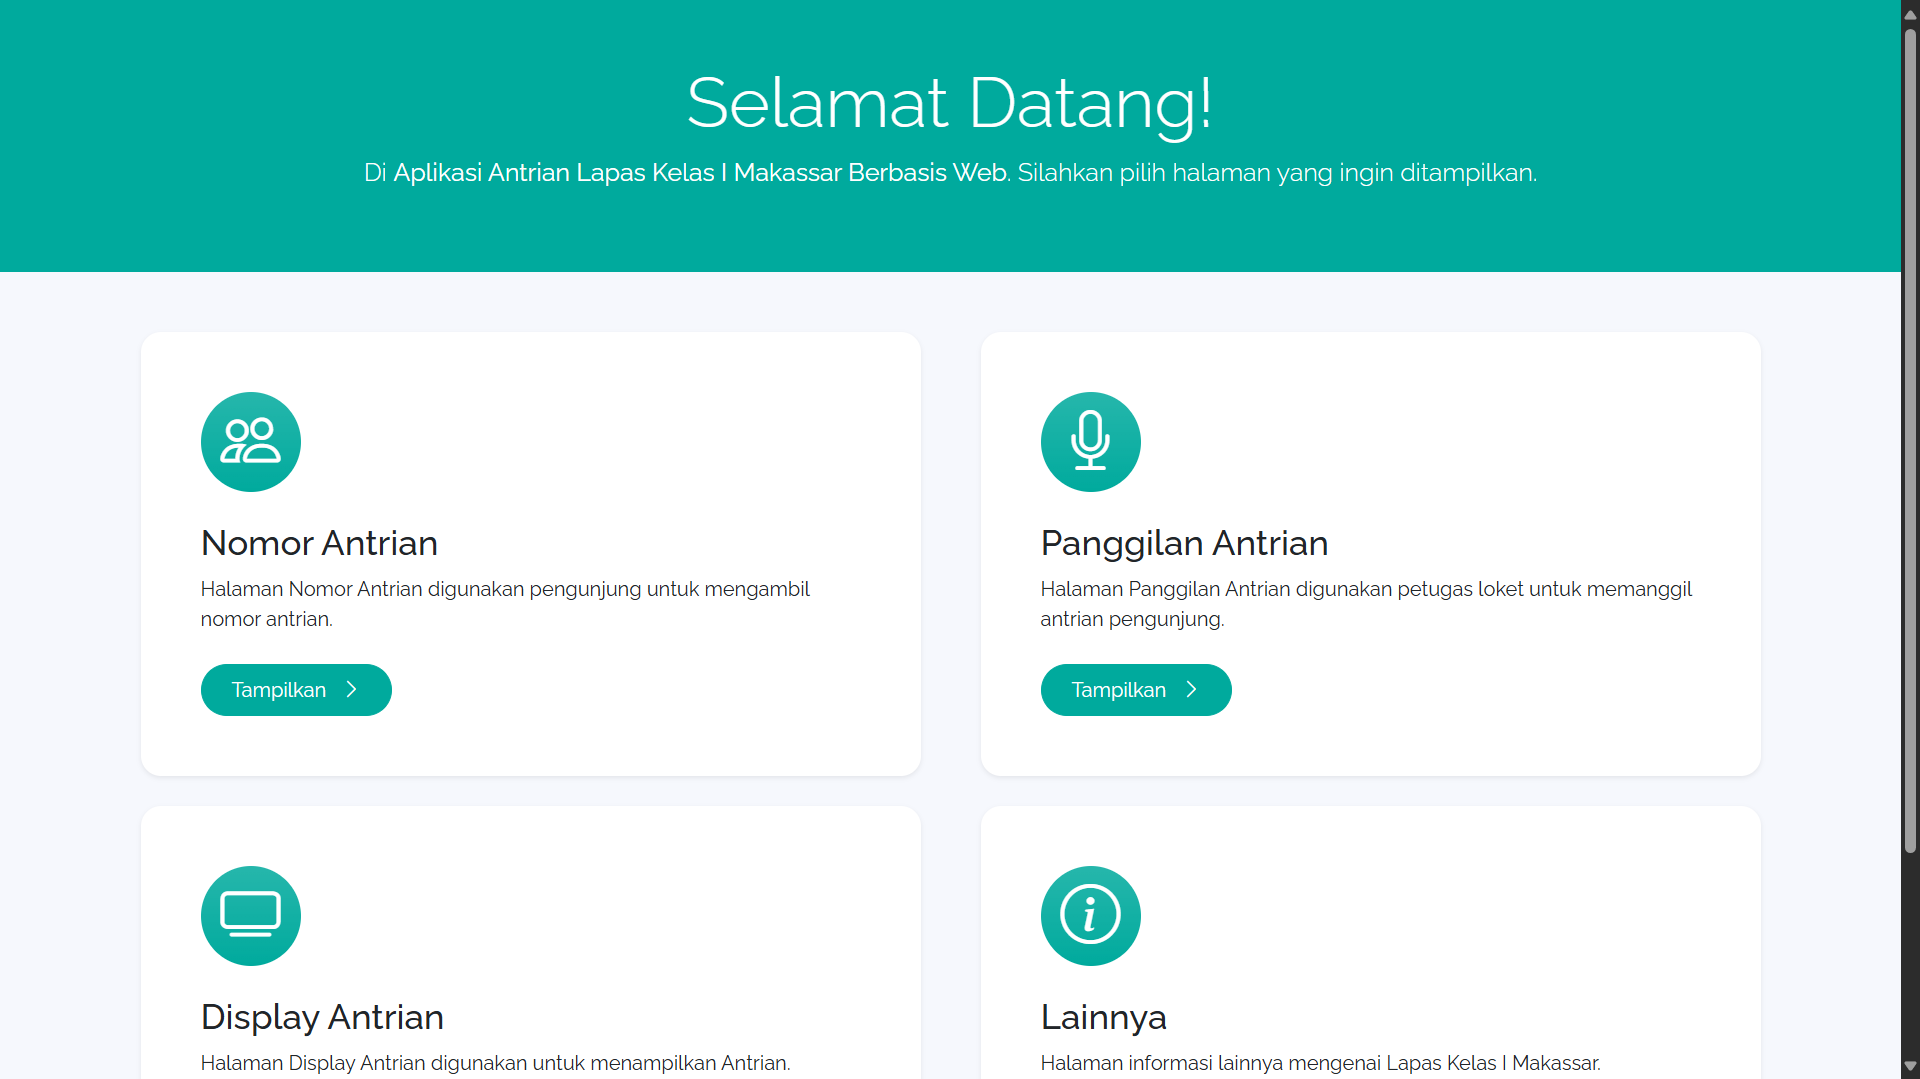 Selamat Datang!
Di Aplikasi Antrian Lapas Kelas I Makassar Berbasis Web. Silahkan pilih halaman yang ingin ditampilkan.
Nomor Antrian
Halaman Nomor Antrian digunakan pengunjung untuk mengambil
nomor antrian.
Tampilkan
Panggilan Antrian
Halaman Panggilan Antrian digunakan petugas loket untuk memanggil
antrian pengunjung.
Tampilkan
Display Antrian
Halaman Display Antrian digunakan untuk menampilkan Antrian.
Lainnya
Halaman informasi lainnya mengenai Lapas Kelas I Makassar.